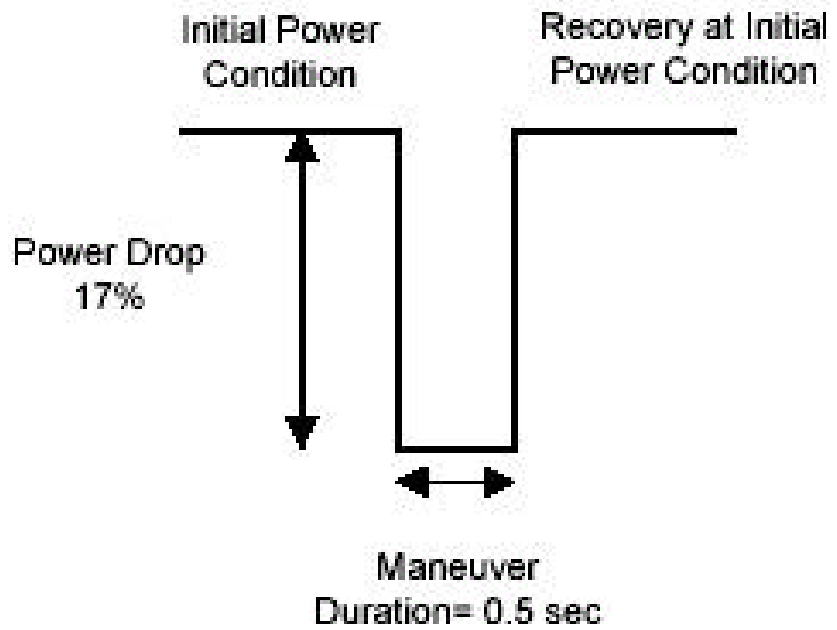 Initial Power
Condition
Recovery at Initial
Power Condition
Power Drop
17%
Maneuver
Duration= 0.5 sec